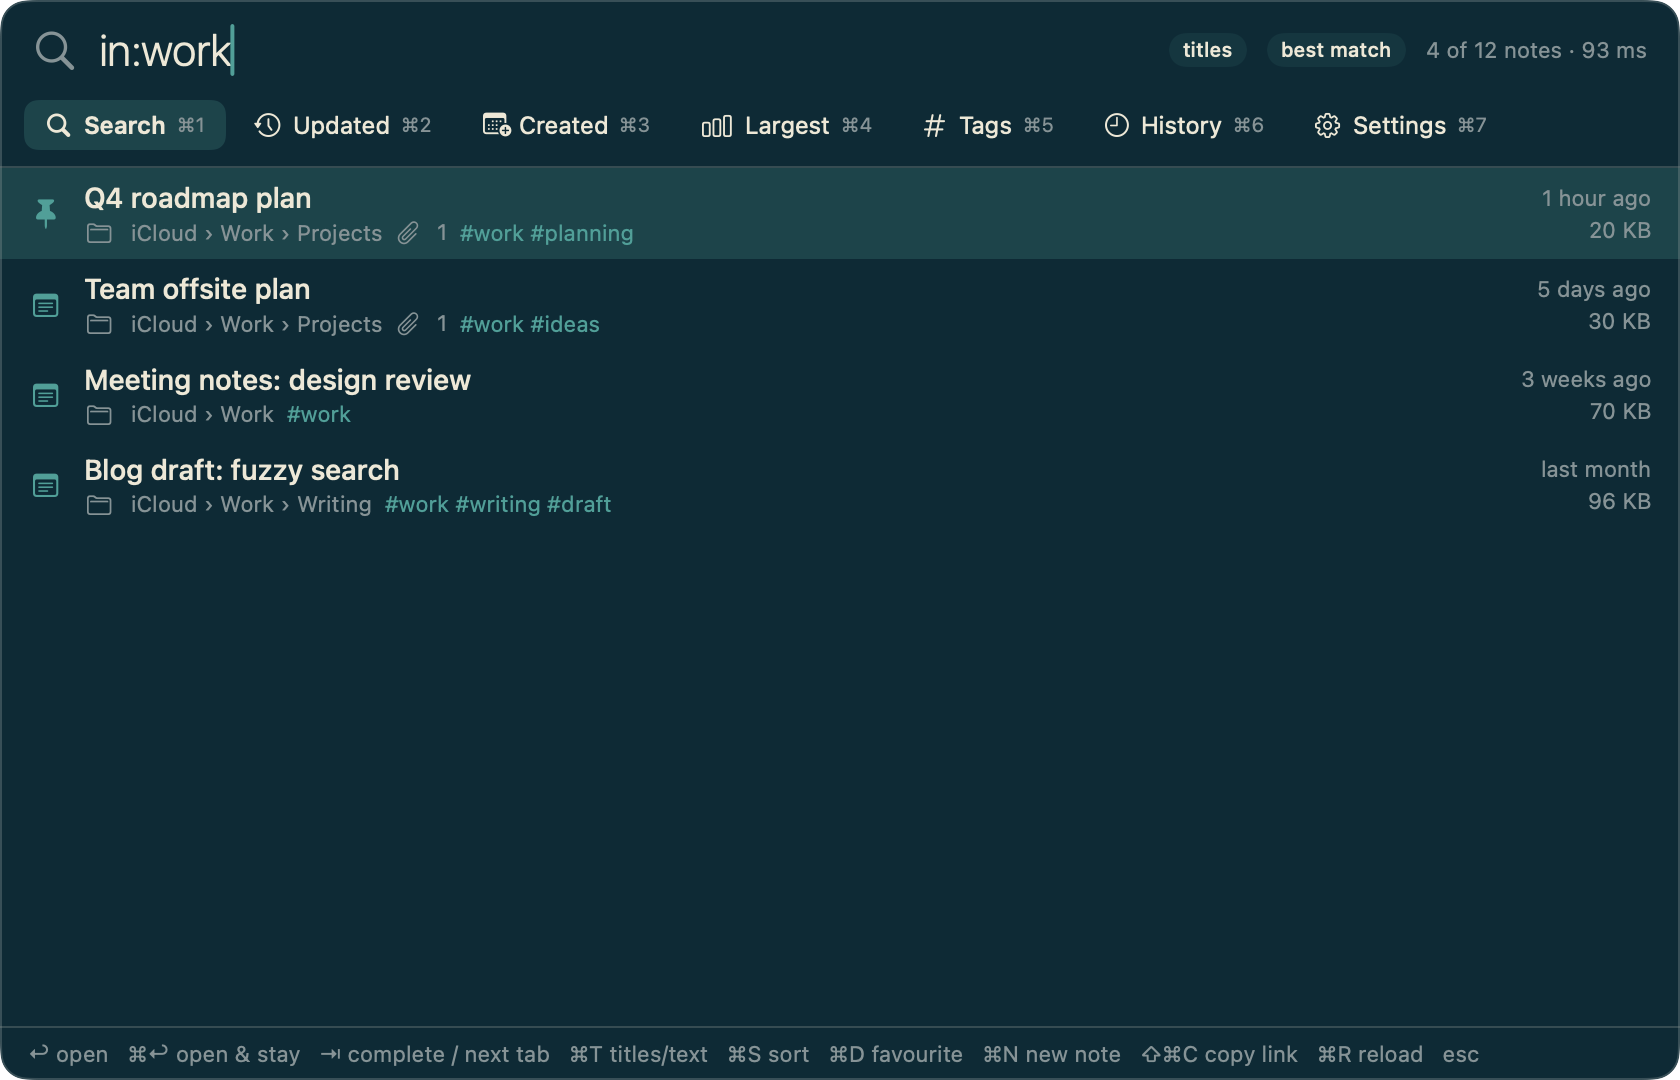 in:work
titles best match 4 of 12 notes · 93 ms
Search ⌘1 Updated ⌘2 Created ⌘3 Largest ⌘4 # Tags ⌘5 History ⌘6 Settings ⌘7
Q4 roadmap plan 1 hour ago
iCloud › Work › Projects 1 #work #planning 20 KB
Team offsite plan 5 days ago
iCloud › Work › Projects 1 #work #ideas 30 KB
Meeting notes: design review 3 weeks ago
iCloud › Work #work 70 KB
Blog draft: fuzzy search last month
iCloud › Work › Writing #work #writing #draft 96 KB
↩ open ⌘↩ open & stay ⇥ complete / next tab ⌘T titles/text ⌘S sort ⌘D favourite ⌘N new note ⇧⌘C copy link ⌘R reload esc